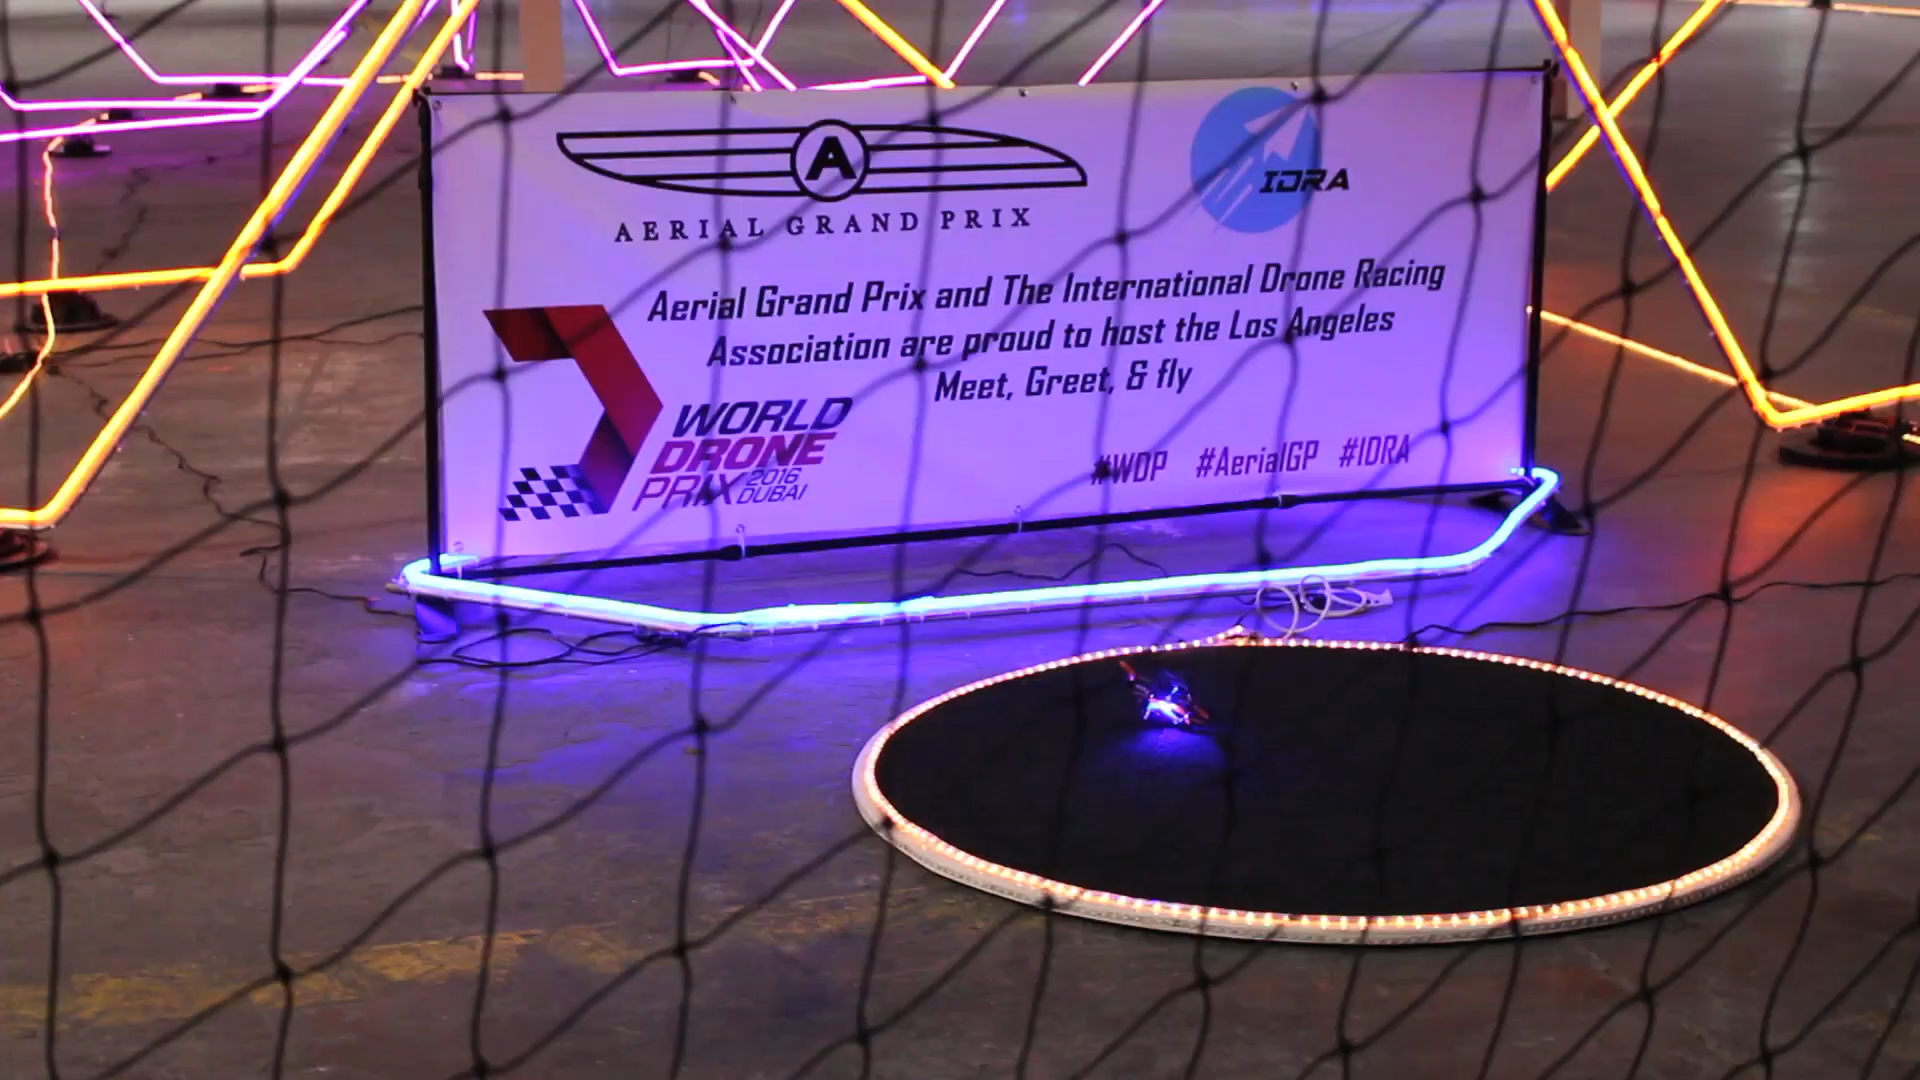 A
AERIAL GRAND PRIX
IDRA
Aerial Grand Prix and The International Drone Racing
Association are proud to host the Los Angeles
Meet, Greet, & fly
WORLD
DRONE
PRIX 2016
DUBAI
#WDP #AerialGP #IDRA